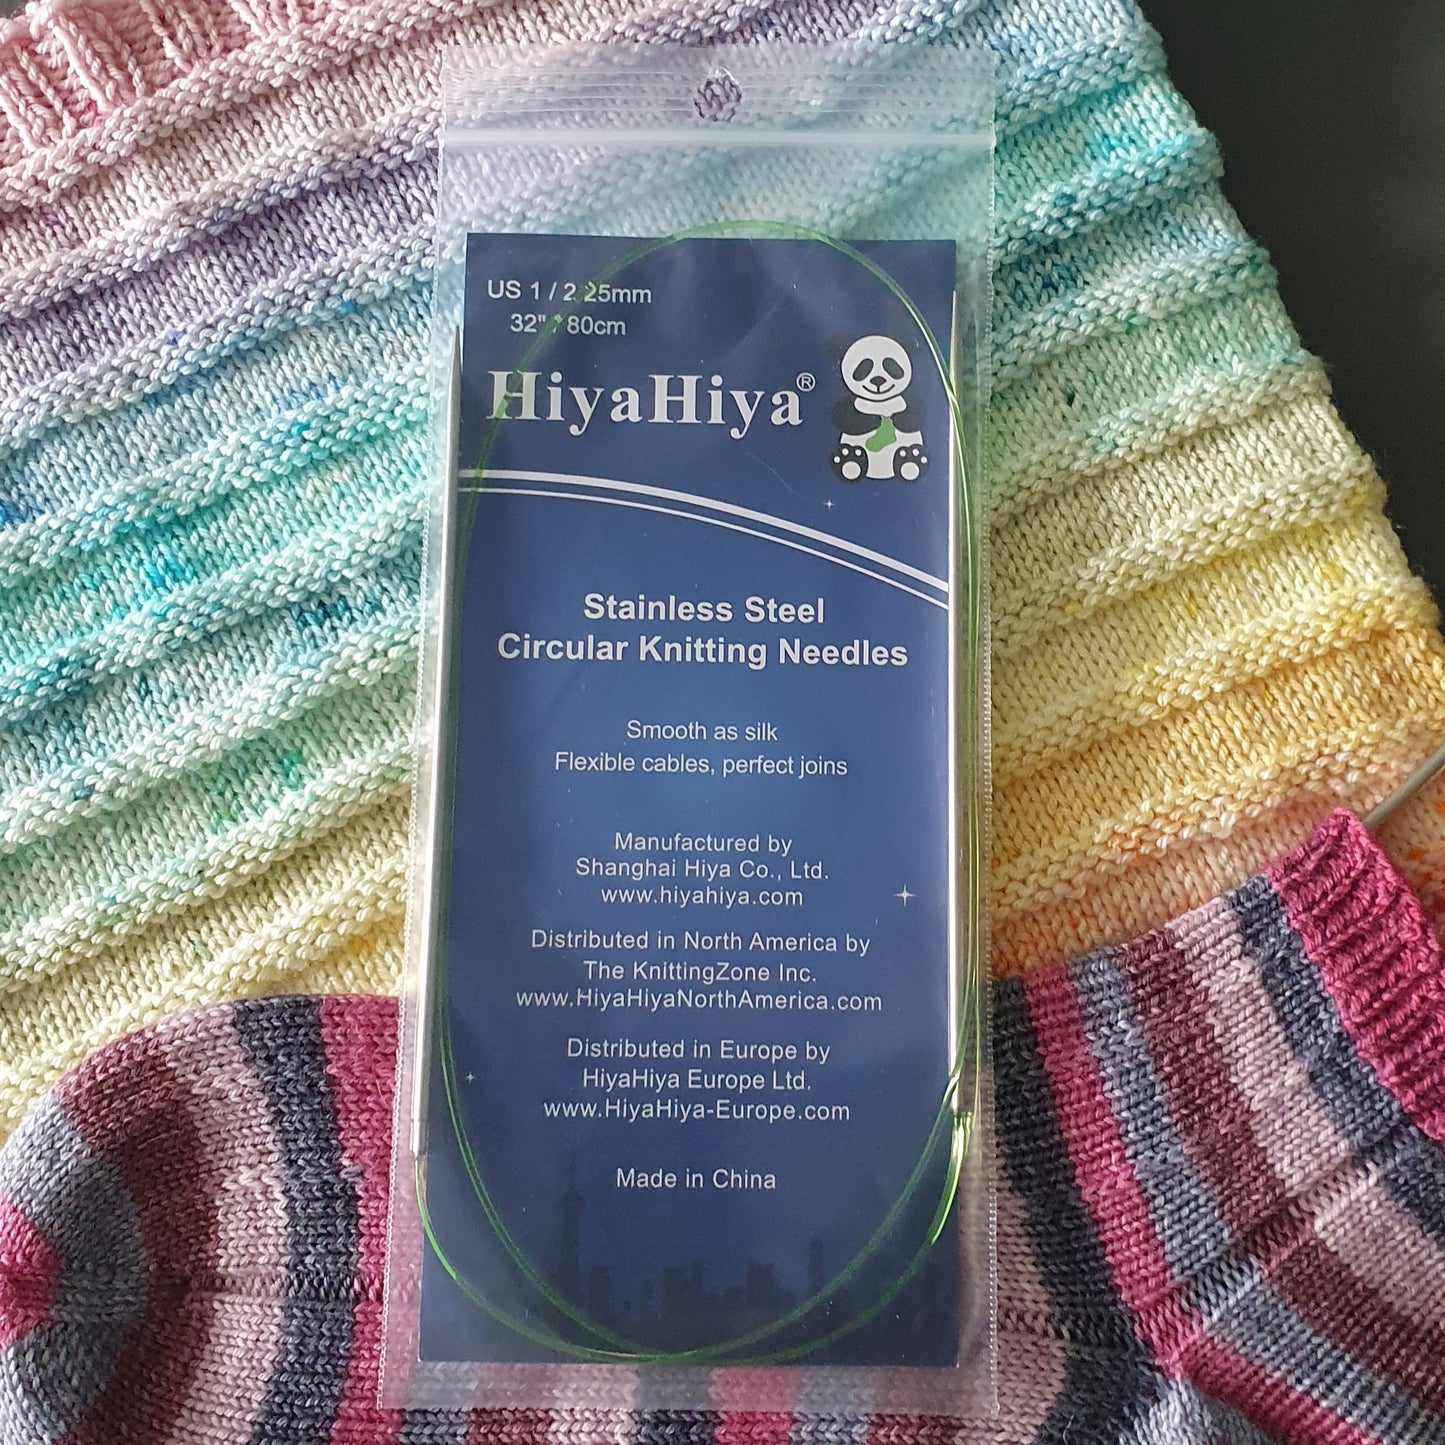 US 1 / 2.25mm
32" / 80cm
HiyaHiya®
Stainless Steel
Circular Knitting Needles
Smooth as silk
Flexible cables, perfect joins
Manufactured by
Shanghai Hiya Co., Ltd.
www.hiyahiya.com
Distributed in North America by
The KnittingZone Inc.
www.HiyaHiyaNorthAmerica.com
Distributed in Europe by
HiyaHiya Europe Ltd.
www.HiyaHiya-Europe.com
Made in China